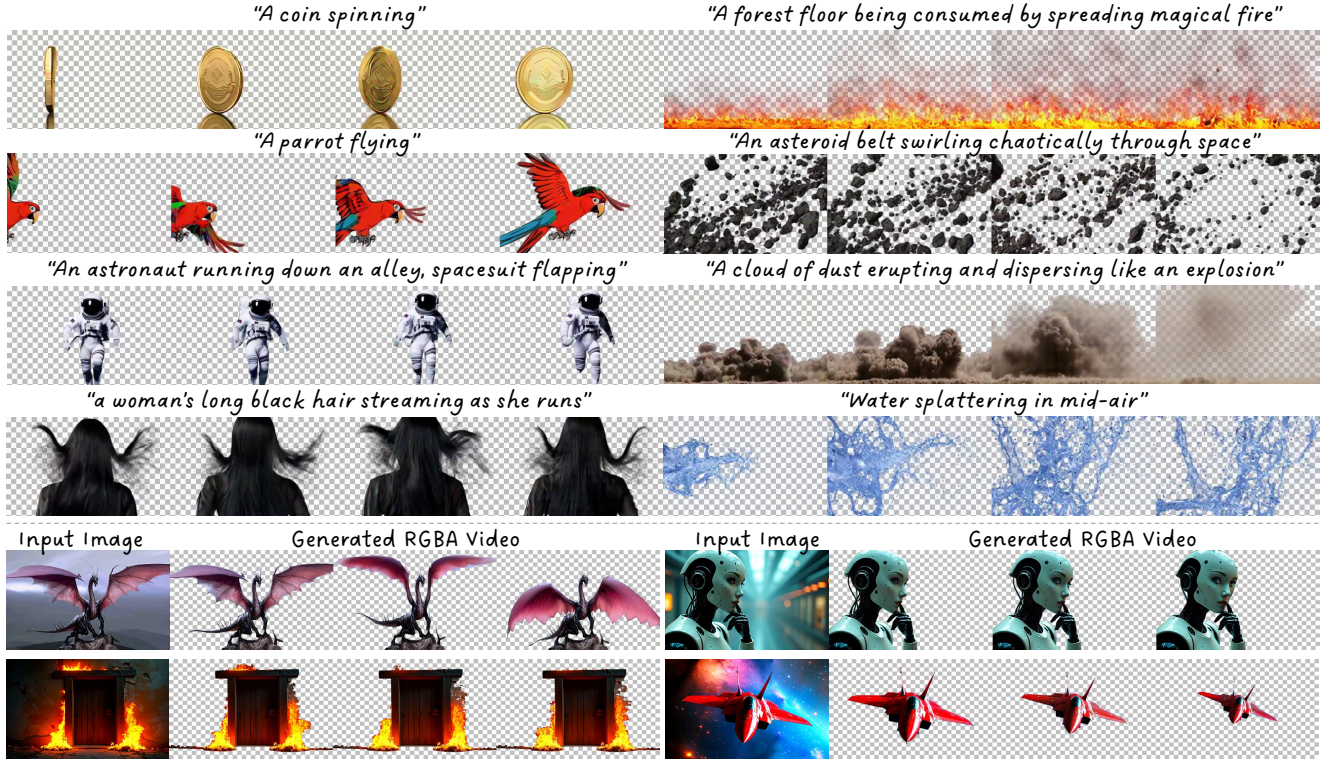 “A coin spinning”
“A forest floor being consumed by spreading magical fire”
“A parrot flying”
“An asteroid belt swirling chaotically through space”
“An astronaut running down an alley, spacesuit flapping”
“A cloud of dust erupting and dispersing like an explosion”
“a woman's long black hair streaming as she runs”
“Water splattering in mid-air”
Input Image
Generated RGBA Video
Input Image
Generated RGBA Video